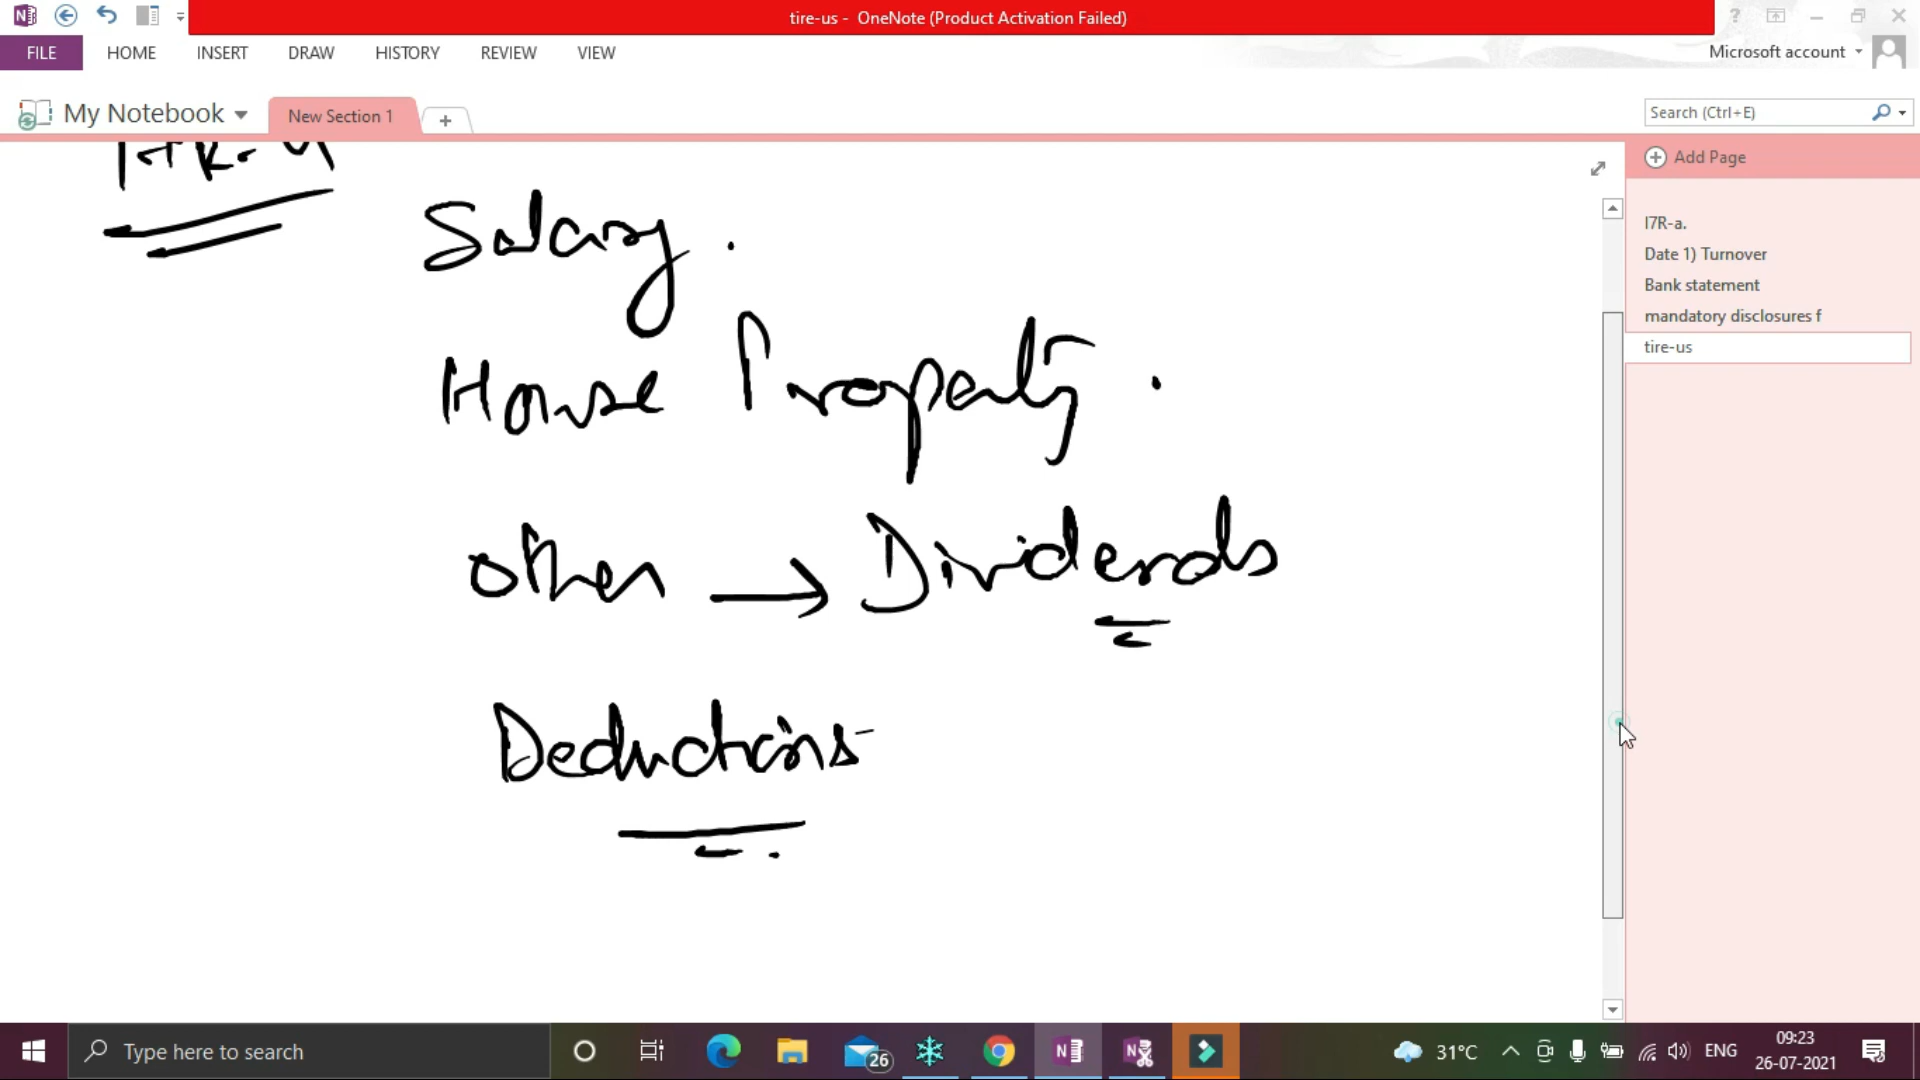 tire-us - OneNote (Product Activation Failed)
FILE HOME INSERT DRAW HISTORY REVIEW VIEW
Microsoft account
My Notebook
New Section 1
Search (Ctrl+E)
Add Page
I7R-a.
Date 1) Turnover
Bank statement
mandatory disclosures f
tire-us
Salary.
House Property.
other → Dividends
Deductions
Type here to search
26
31°C
ENG
09:23
26-07-2021